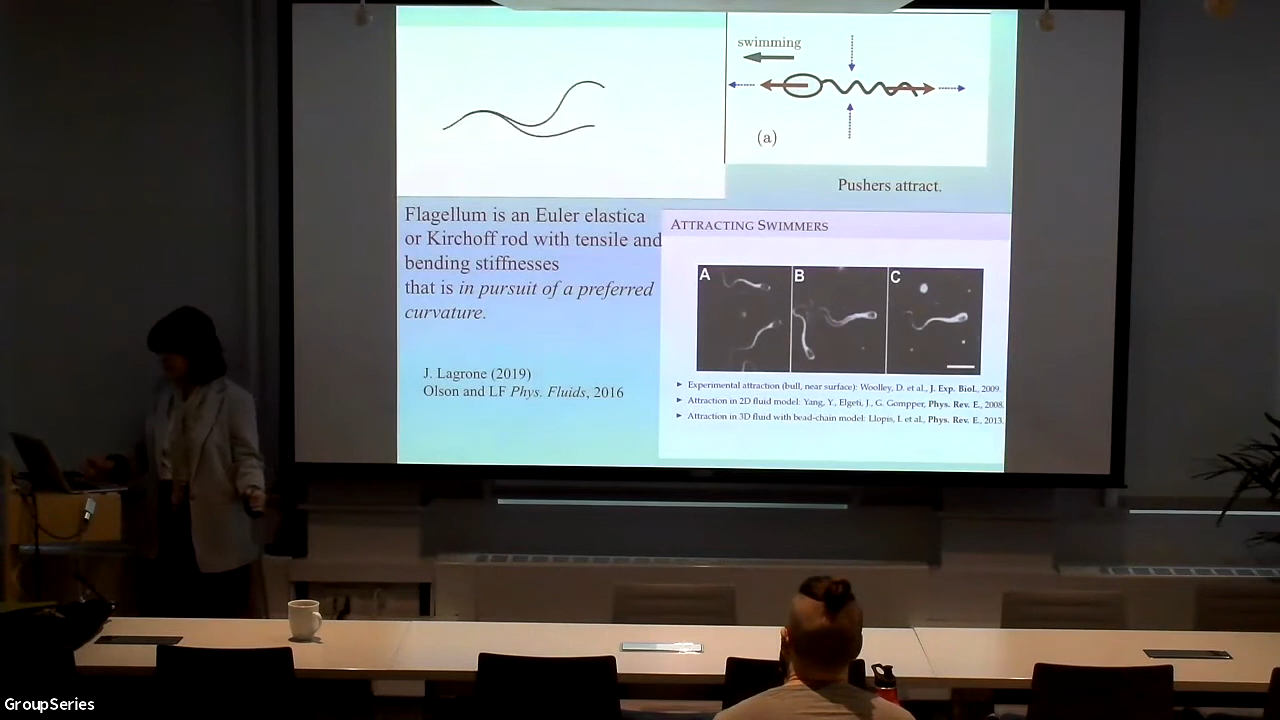 swimming
(a)
Pushers attract.
Flagellum is an Euler elastica
or Kirchoff rod with tensile and
bending stiffnesses
that is in pursuit of a preferred
curvature.
J. Lagrone (2019)
Olson and LF Phys. Fluids, 2016
ATTRACTING SWIMMERS
A B C
► Experimental attraction (bull, near surface): Woolley, D. et al., J. Exp. Biol., 2009.
► Attraction in 2D fluid model: Yang, Y., Elgeti, J., G. Gompper, Phys. Rev. E., 2008.
► Attraction in 3D fluid with bead-chain model: Llopis, I. et al., Phys. Rev. E., 2013.
GroupSeries